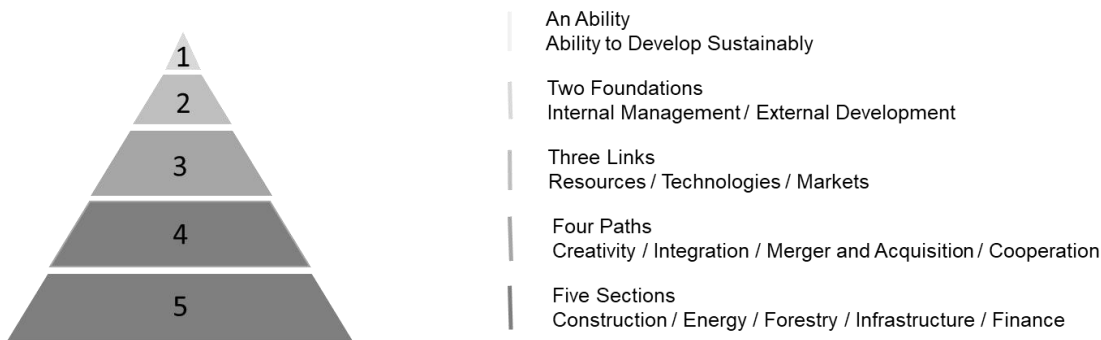 1
An Ability
Ability to Develop Sustainably
2
Two Foundations
Internal Management / External Development
3
Three Links
Resources / Technologies / Markets
4
Four Paths
Creativity / Integration / Merger and Acquisition / Cooperation
5
Five Sections
Construction / Energy / Forestry / Infrastructure / Finance